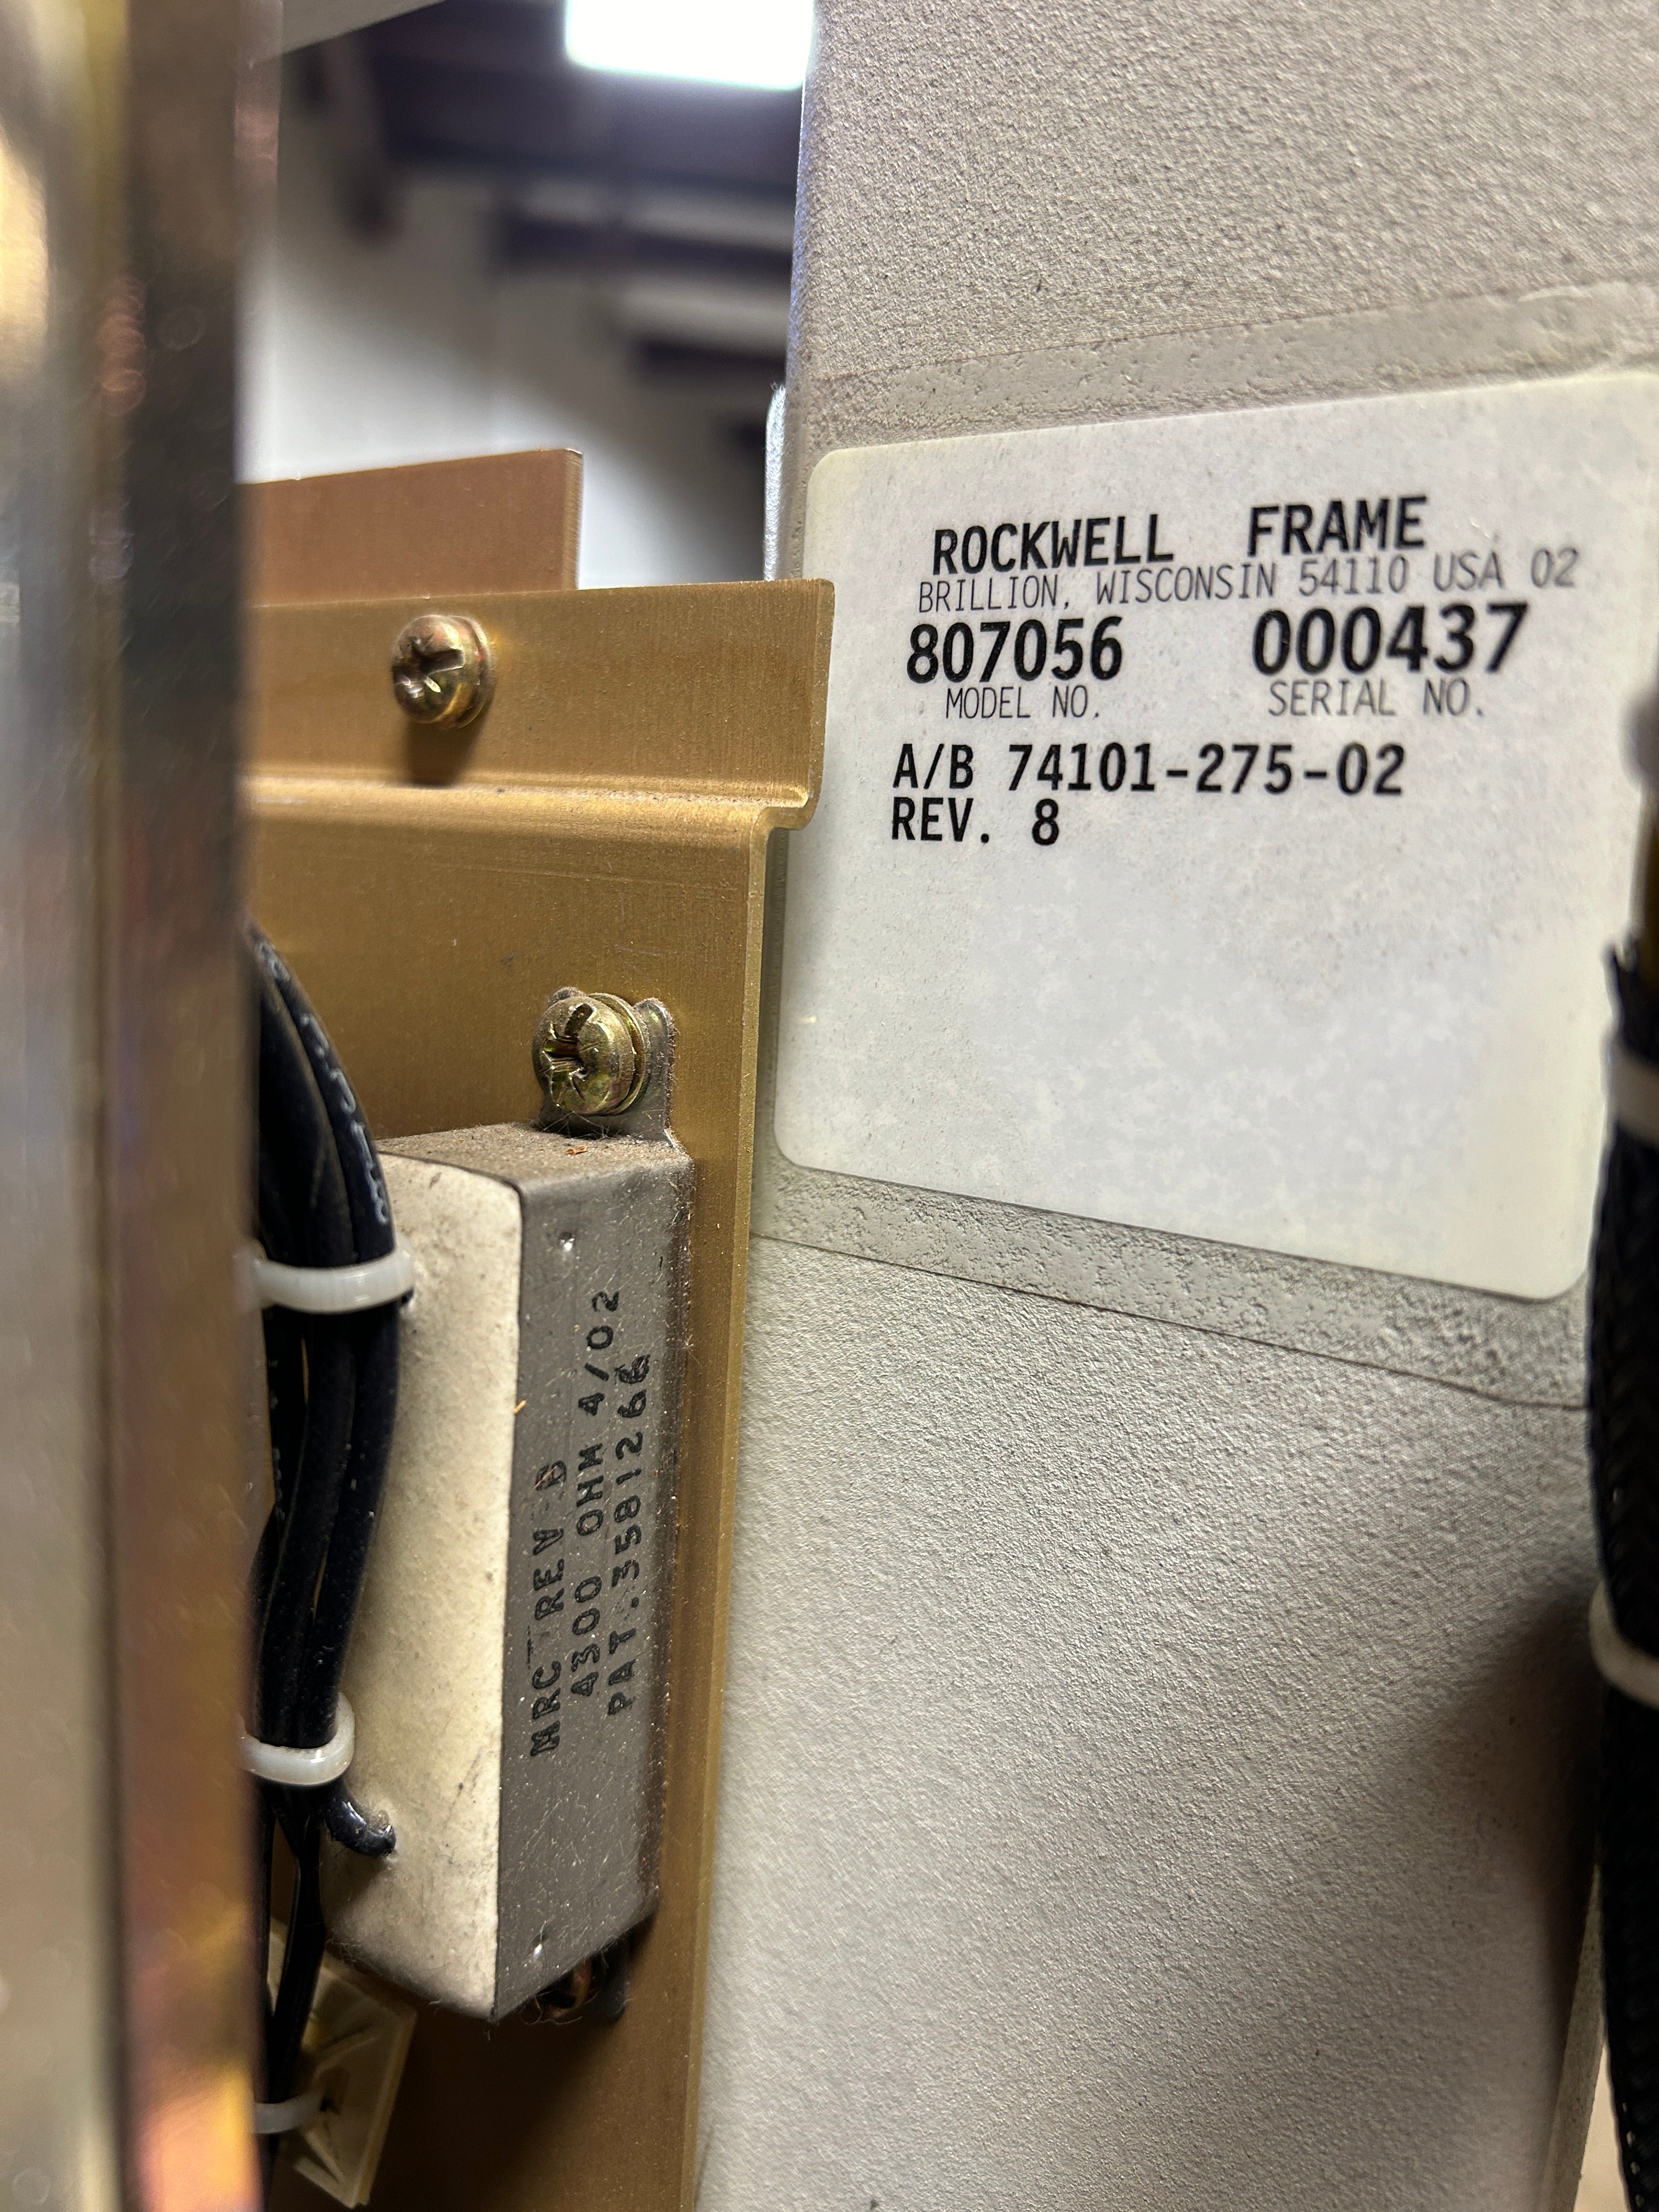 ROCKWELL FRAME
BRILLION, WISCONSIN 54110 USA 02
807056 000437
MODEL NO. SERIAL NO.
A/B 74101-275-02
REV. 8
MRC REV
4300 OHM 4/02
PAT.3581266